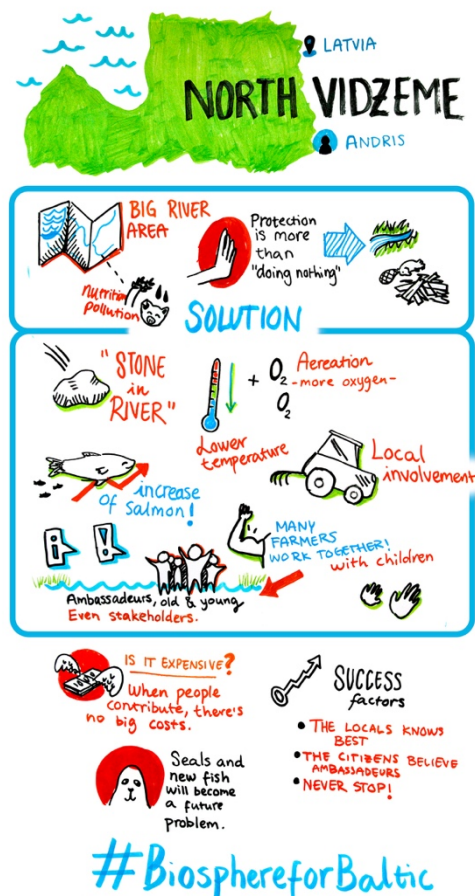 LATVIA
NORTH VIDZEME
ANDRIS
BIG RIVER
AREA
Nutrition
pollution
Protection
is more
than
"doing nothing"
SOLUTION
"STONE
in
RIVER"
Lower
temperature
+ O2 Aereation
-more oxygen-
O2
Local
involvement
increase
of salmon!
i
!
MANY
FARMERS
WORK TOGETHER!
with children
Ambassadeurs, old & young
Even stakeholders.
IS IT EXPENSIVE?
When people
contribute, there's
no big costs.
Seals and
new fish
will become
a future
problem.
SUCCESS
factors
• THE LOCALS KNOWS
BEST
• THE CITIZENS BELIEVE
AMBASSADEURS
• NEVER STOP!
#BiosphereforBaltic